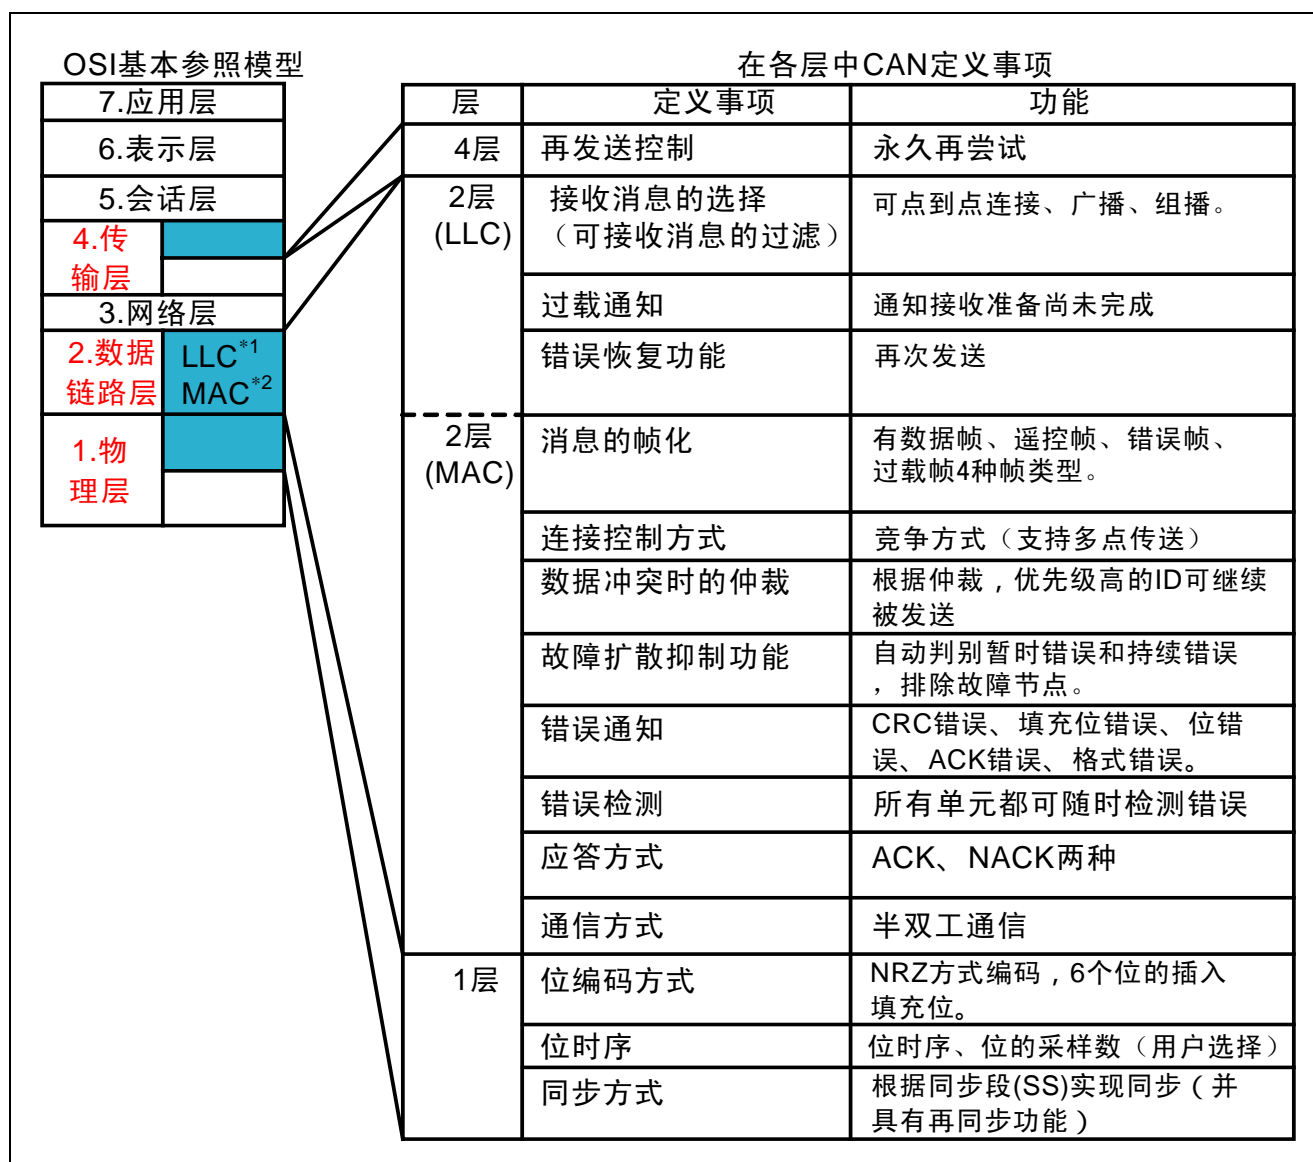 OSI基本参照模型
7.应用层
6.表示层
5.会话层
4.传
输层
3.网络层
2.数据
链路层
LLC*1
MAC*2
1.物
理层
在各层中CAN定义事项
层 定义事项 功能
4层 再发送控制 永久再尝试
2层
(LLC)
接收消息的选择
（可接收消息的过滤）
可点到点连接、广播、组播。
过载通知 通知接收准备尚未完成
错误恢复功能 再次发送
2层
(MAC)
消息的帧化
有数据帧、遥控帧、错误帧、
过载帧4种帧类型。
连接控制方式 竞争方式（支持多点传送）
数据冲突时的仲裁
根据仲裁，优先级高的ID可继续
被发送
故障扩散抑制功能
自动判别暂时错误和持续错误
，排除故障节点。
错误通知
CRC错误、填充位错误、位错
误、ACK错误、格式错误。
错误检测 所有单元都可随时检测错误
应答方式 ACK、NACK两种
通信方式 半双工通信
1层
位编码方式
NRZ方式编码，6个位的插入
填充位。
位时序 位时序、位的采样数（用户选择）
同步方式
根据同步段(SS)实现同步（并
具有再同步功能）